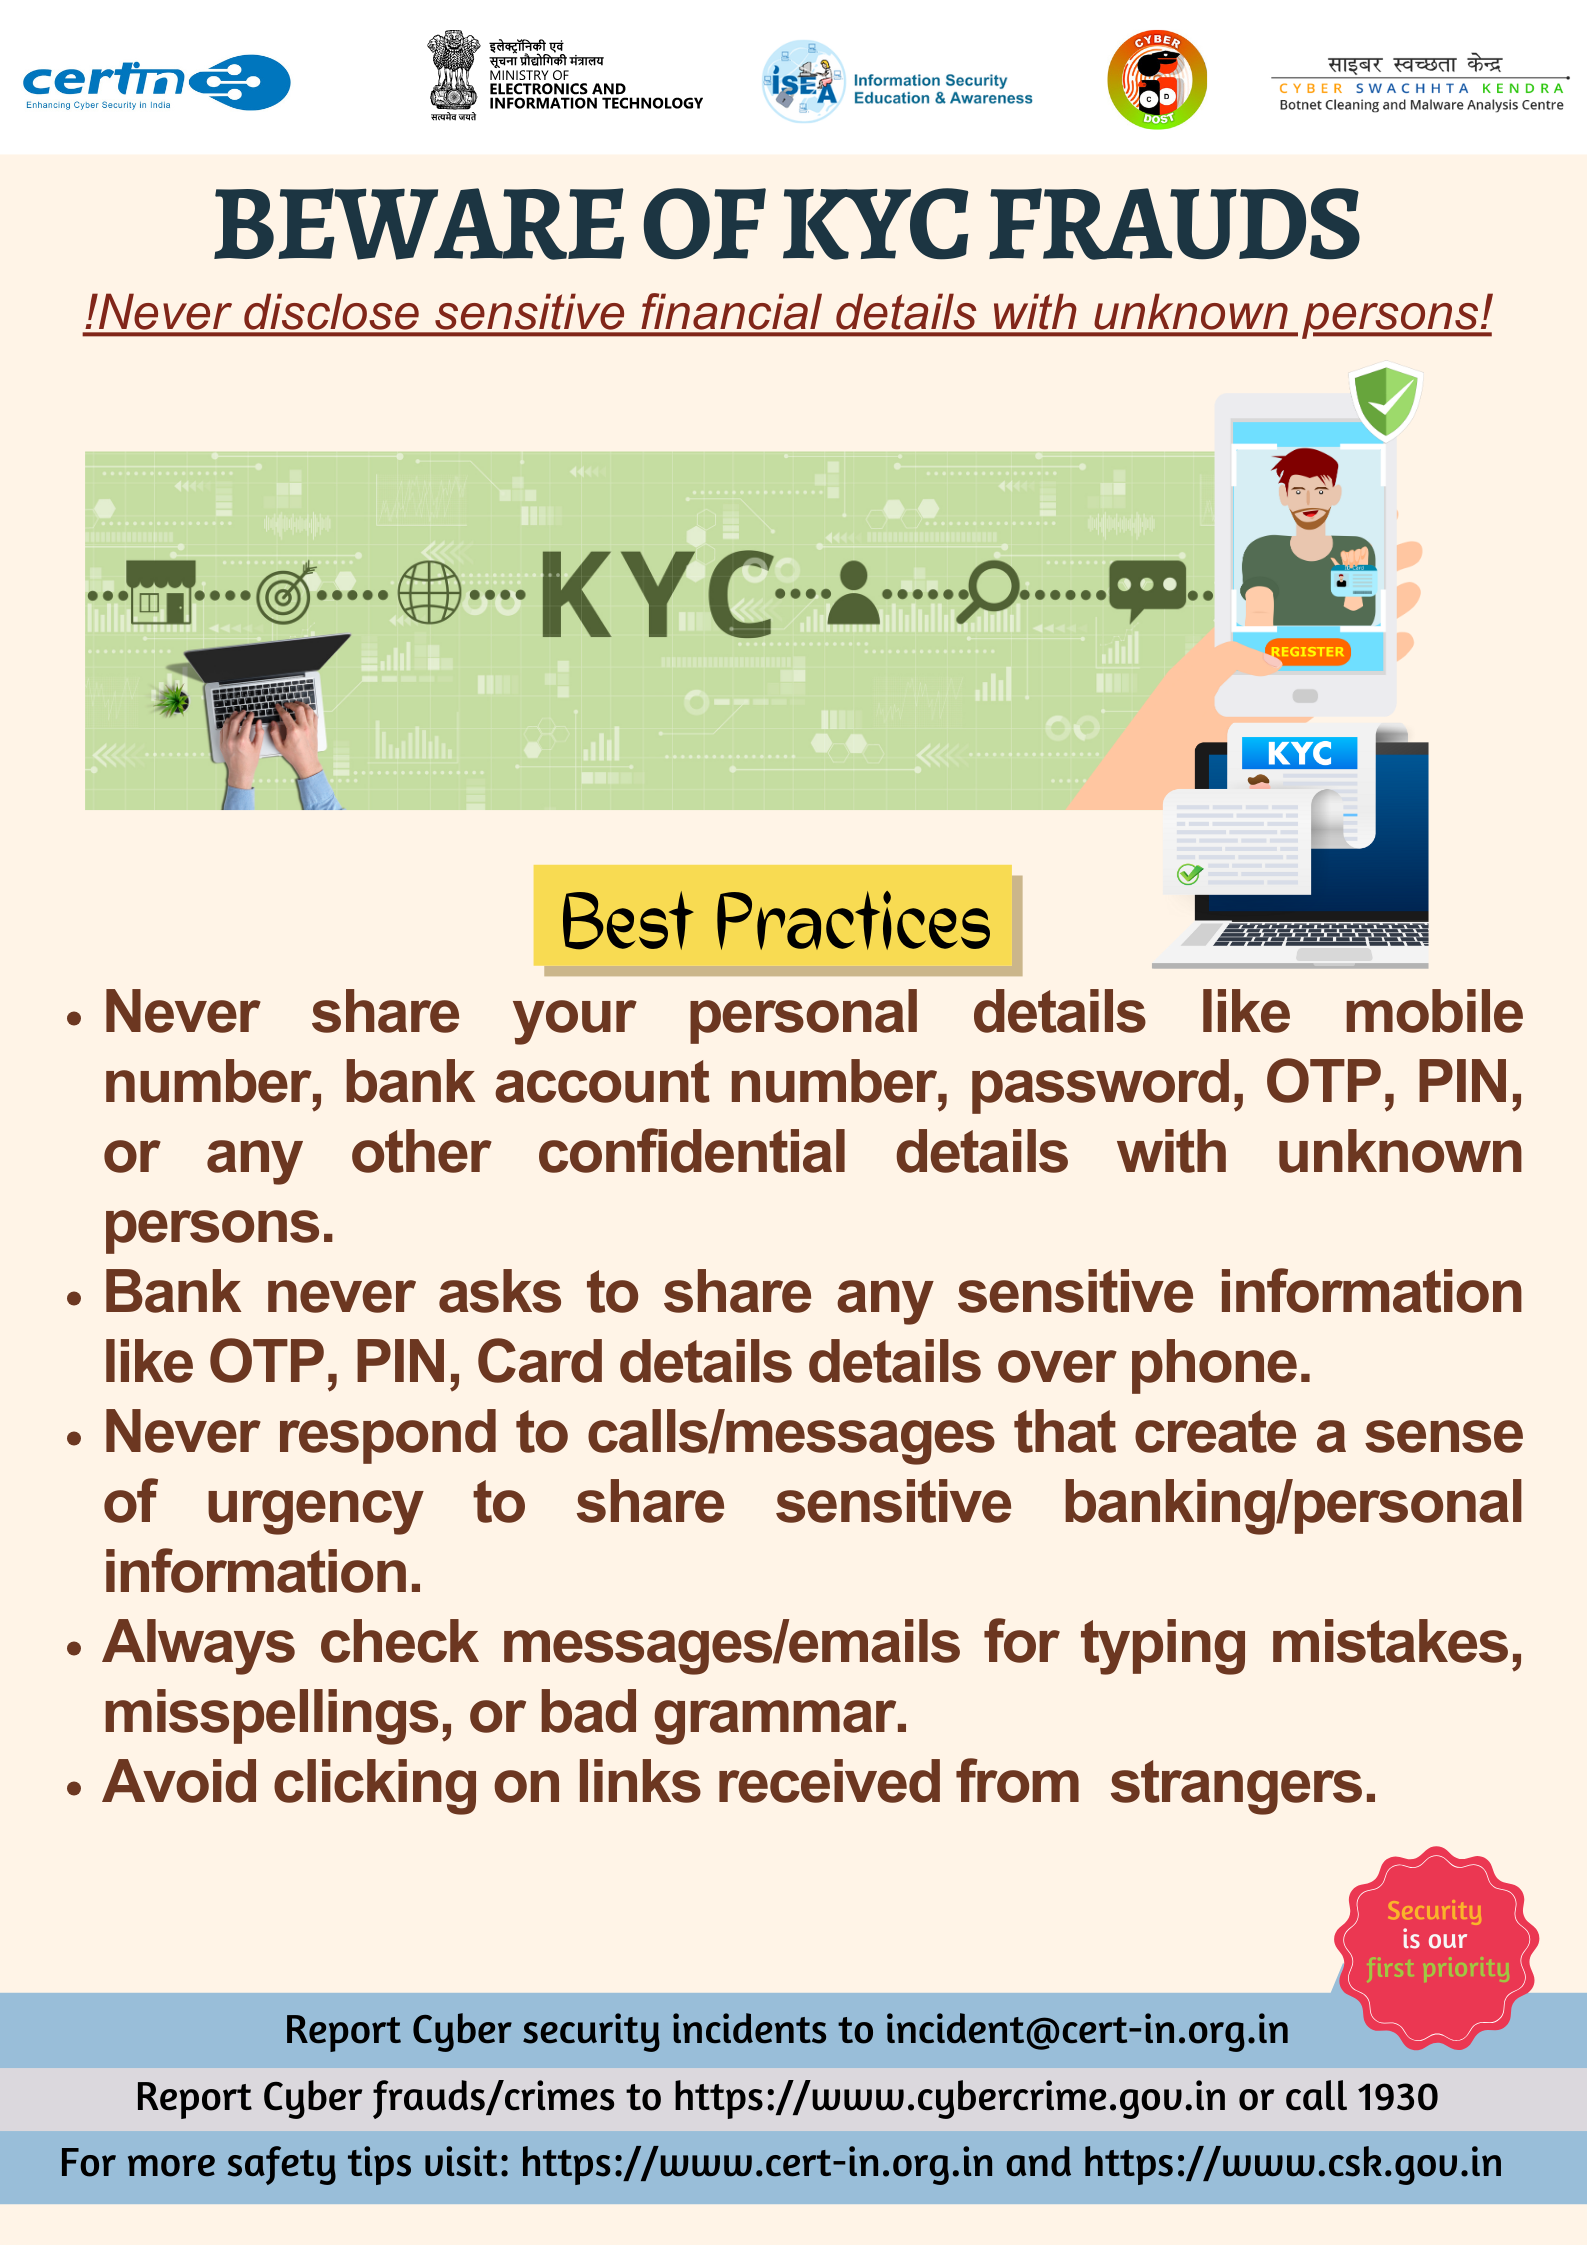 certin
Enhancing Cyber Security in India
इलेक्ट्रॉनिकी एवं
सूचना प्रौद्योगिकी मंत्रालय
MINISTRY OF
ELECTRONICS AND
INFORMATION TECHNOLOGY
सत्यमेव जयते
iSEA
Information Security
Education & Awareness
CYBER
DOST
साइबर स्वच्छता केन्द्र
CYBER SWACHHTA KENDRA
Botnet Cleaning and Malware Analysis Centre
BEWARE OF KYC FRAUDS
!Never disclose sensitive financial details with unknown persons!
KYC
REGISTER
KYC
Best Practices
• Never share your personal details like mobile
number, bank account number, password, OTP, PIN,
or any other confidential details with unknown
persons.
• Bank never asks to share any sensitive information
like OTP, PIN, Card details details over phone.
• Never respond to calls/messages that create a sense
of urgency to share sensitive banking/personal
information.
• Always check messages/emails for typing mistakes,
misspellings, or bad grammar.
• Avoid clicking on links received from strangers.
Security
is our
first priority
Report Cyber security incidents to incident@cert-in.org.in
Report Cyber frauds/crimes to https://www.cybercrime.gov.in or call 1930
For more safety tips visit: https://www.cert-in.org.in and https://www.csk.gov.in